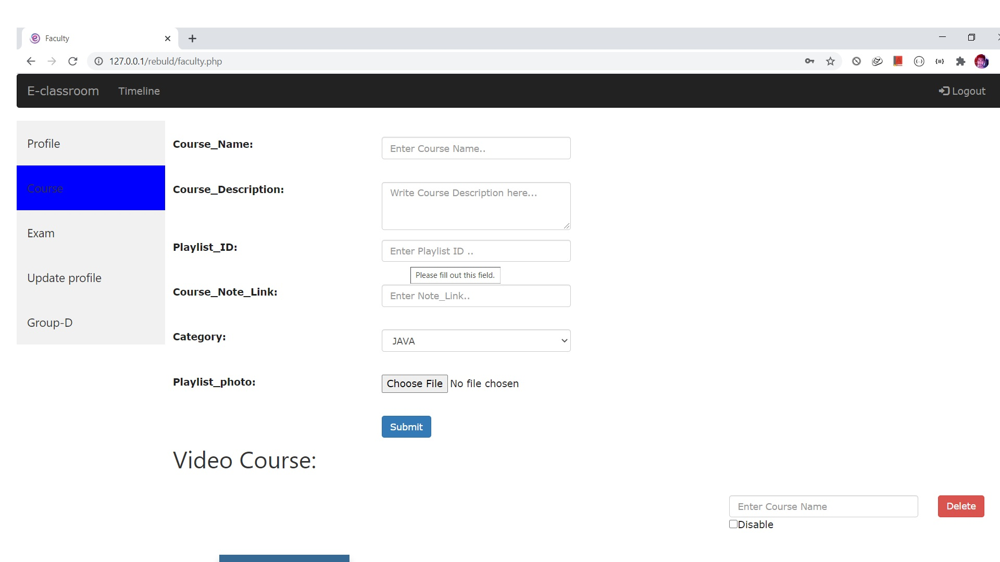 Faculty
127.0.0.1/rebuld/faculty.php
E-classroom
Timeline
Logout
Profile
Course
Exam
Update profile
Group-D
Course_Name:
Enter Course Name..
Course_Description:
Write Course Description here...
Playlist_ID:
Enter Playlist ID ..
Please fill out this field.
Course_Note_Link:
Enter Note_Link..
Category:
JAVA
Playlist_photo:
Choose File No file chosen
Submit
Video Course:
Enter Course Name
Delete
Disable